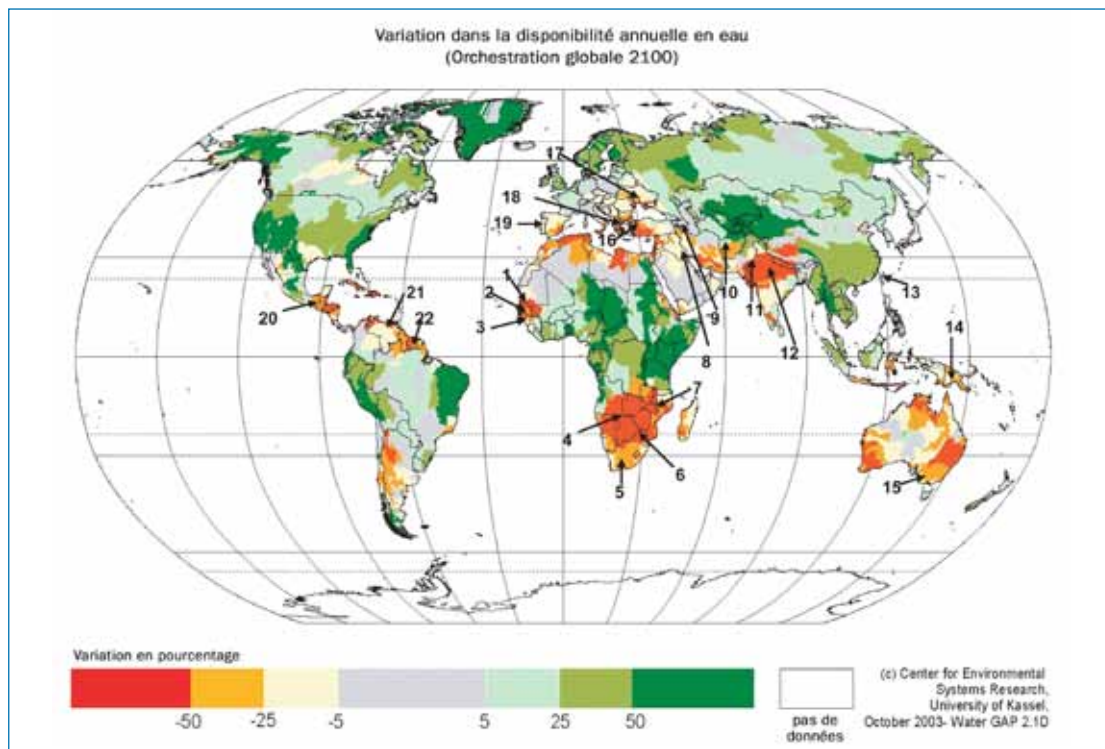 Variation dans la disponibilité annuelle en eau
(Orchestration globale 2100)
17
18
19
16
1
2
3
21
20
22
10
11
9
12
13
8
14
7
4
6
5
15
Variation en pourcentage
-50 -25 -5 5 25 50
pas de
données
(c) Center for Environmental
Systems Research,
University of Kassel,
October 2003- Water GAP 2.1D